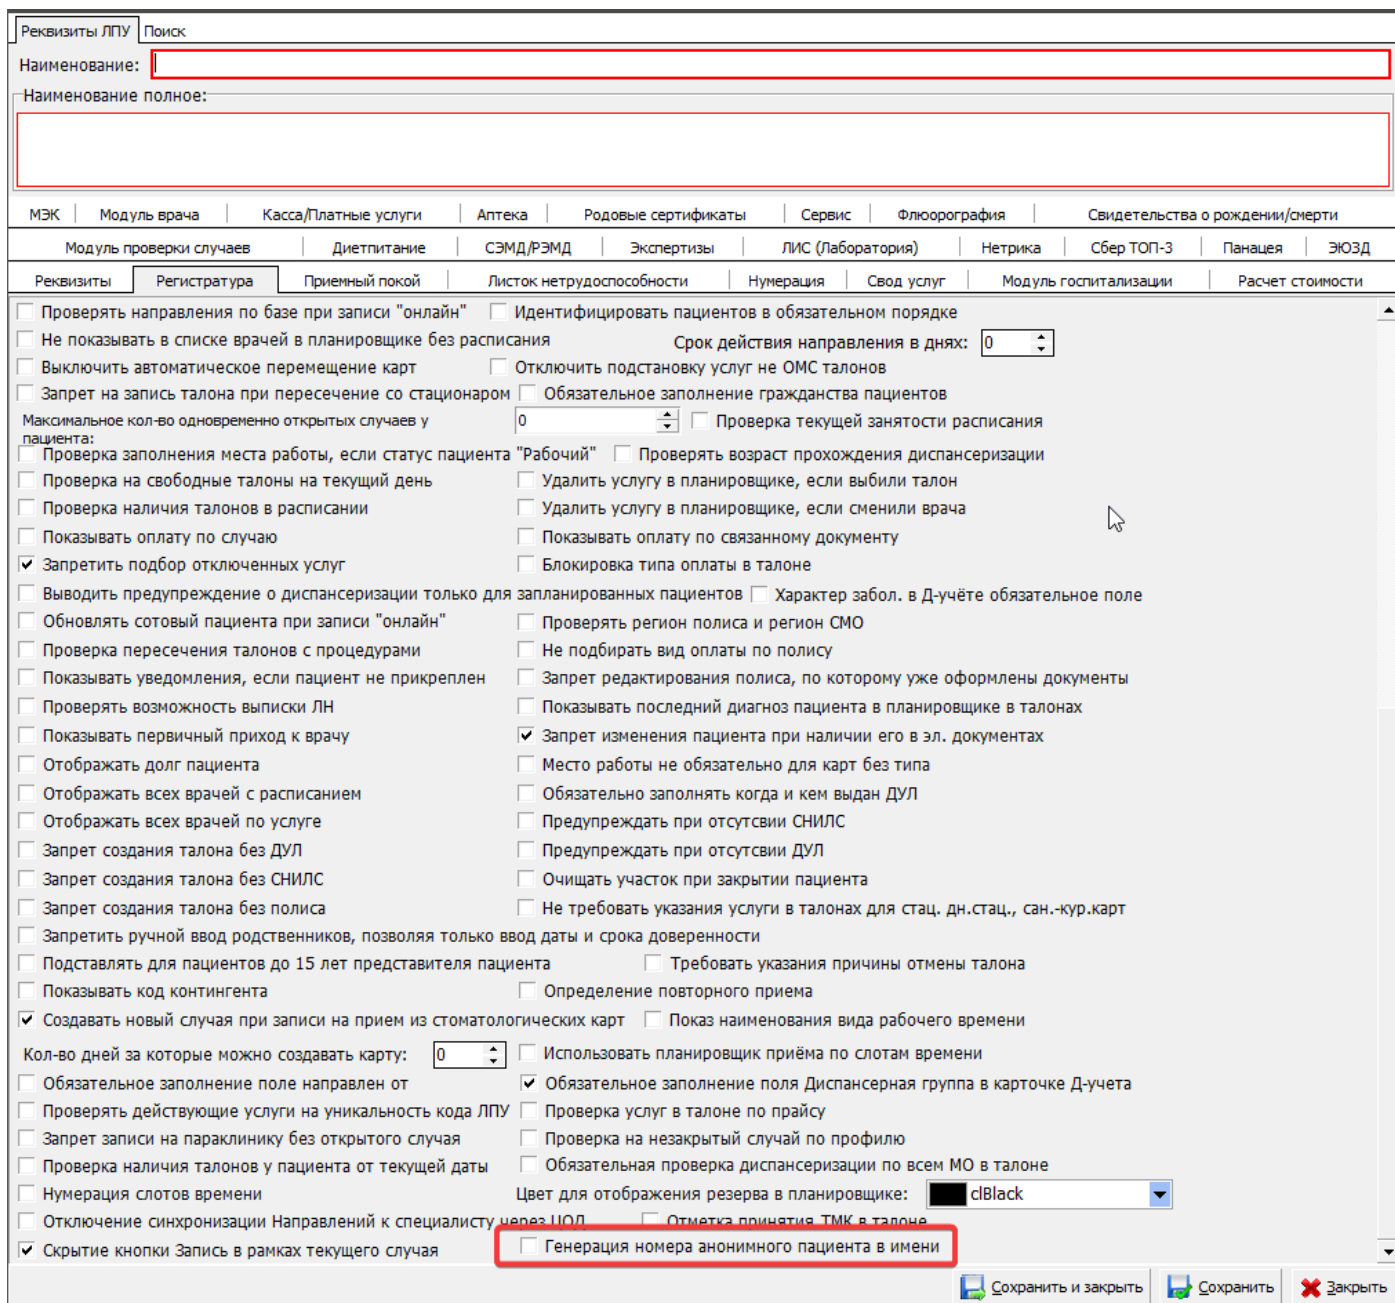 Реквизиты ЛПУ Поиск
Наименование:
Наименование полное:
МЭК Модуль врача Касса/Платные услуги Аптека Родовые сертификаты Сервис Флюорография Свидетельства о рождении/смерти
Модуль проверки случаев Диетпитание СЭМД/РЭМД Экспертизы ЛИС (Лаборатория) Нетрика Сбер ТОП-3 Панацея ЭЮЗД
Реквизиты Регистратура Приемный покой Листок нетрудоспособности Нумерация Свод услуг Модуль госпитализации Расчет стоимости
Проверять направления по базе при записи "онлайн" Идентифицировать пациентов в обязательном порядке
Не показывать в списке врачей в планировщике без расписания Срок действия направления в днях: 0
Выключить автоматическое перемещение карт Отключить подстановку услуг не ОМС талонов
Запрет на запись талона при пересечение со стационаром Обязательное заполнение гражданства пациентов
Максимальное кол-во одновременно открытых случаев у 0 Проверка текущей занятости расписания
пациента:
Проверка заполнения места работы, если статус пациента "Рабочий" Проверять возраст прохождения диспансеризации
Проверка на свободные талоны на текущий день Удалить услугу в планировщике, если выбили талон
Проверка наличия талонов в расписании Удалить услугу в планировщике, если сменили врача
Показывать оплату по случаю Показывать оплату по связанному документу
Запретить подбор отключенных услуг Блокировка типа оплаты в талоне
Выводить предупреждение о диспансеризации только для запланированных пациентов Характер забол. в Д-учёте обязательное поле
Обновлять сотовый пациента при записи "онлайн" Проверять регион полиса и регион СМО
Проверка пересечения талонов с процедурами Не подбирать вид оплаты по полису
Показывать уведомления, если пациент не прикреплен Запрет редактирования полиса, по которому уже оформлены документы
Проверять возможность выписки ЛН Показывать последний диагноз пациента в планировщике в талонах
Показывать первичный приход к врачу Запрет изменения пациента при наличии его в эл. документах
Отображать долг пациента Место работы не обязательно для карт без типа
Отображать всех врачей с расписанием Обязательно заполнять когда и кем выдан ДУЛ
Отображать всех врачей по услуге Предупреждать при отсутсвии СНИЛС
Запрет создания талона без ДУЛ Предупреждать при отсутсвии ДУЛ
Запрет создания талона без СНИЛС Очищать участок при закрытии пациента
Запрет создания талона без полиса Не требовать указания услуги в талонах для стац. дн.стац., сан.-кур.карт
Запретить ручной ввод родственников, позволяя только ввод даты и срока доверенности
Подставлять для пациентов до 15 лет представителя пациента Требовать указания причины отмены талона
Показывать код контингента Определение повторного приема
Создавать новый случая при записи на прием из стоматологических карт Показ наименования вида рабочего времени
Кол-во дней за которые можно создавать карту: 0 Использовать планировщик приёма по слотам времени
Обязательное заполнение поле направлен от Обязательное заполнение поля Диспансерная группа в карточке Д-учета
Проверять действующие услуги на уникальность кода ЛПУ Проверка услуг в талоне по прайсу
Запрет записи на параклинику без открытого случая Проверка на незакрытый случай по профилю
Проверка наличия талонов у пациента от текущей даты Обязательная проверка диспансеризации по всем МО в талоне
Нумерация слотов времени Цвет для отображения резерва в планировщике: clBlack
Отключение синхронизации Направлений к специалисту через ЦОД Отметка принятия ТМК в талоне
Скрытие кнопки Запись в рамках текущего случая Генерация номера анонимного пациента в имени
Сохранить и закрыть Сохранить Закрыть